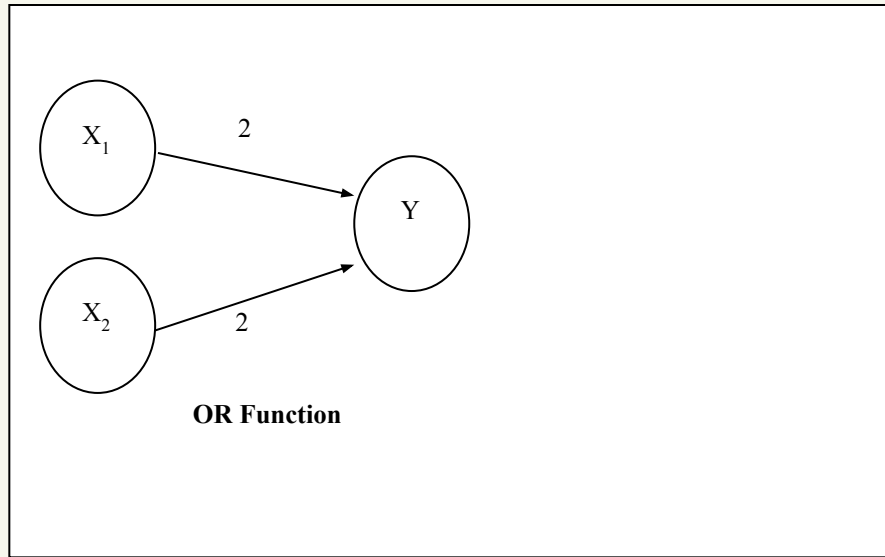 X₁
2
Y
X₂
2
OR Function